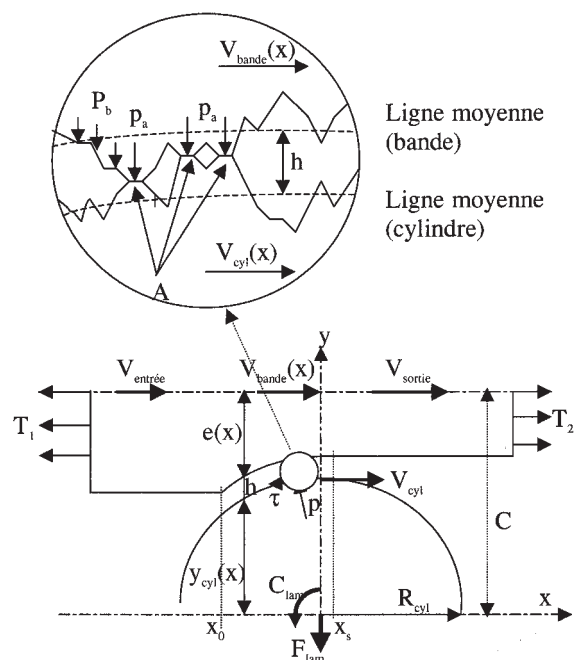 V_bande(x)
P_b
p_a
p_a
Ligne moyenne
(bande)
h
Ligne moyenne
(cylindre)
V_cyl(x)
A
y
V_entrée
V_bande(x)
V_sortie
T_1
T_2
e(x)
V_cyl
h
τ
p
C
y_cyl(x)
C_lam
R_cyl
x
x_0
x_s
F_lam